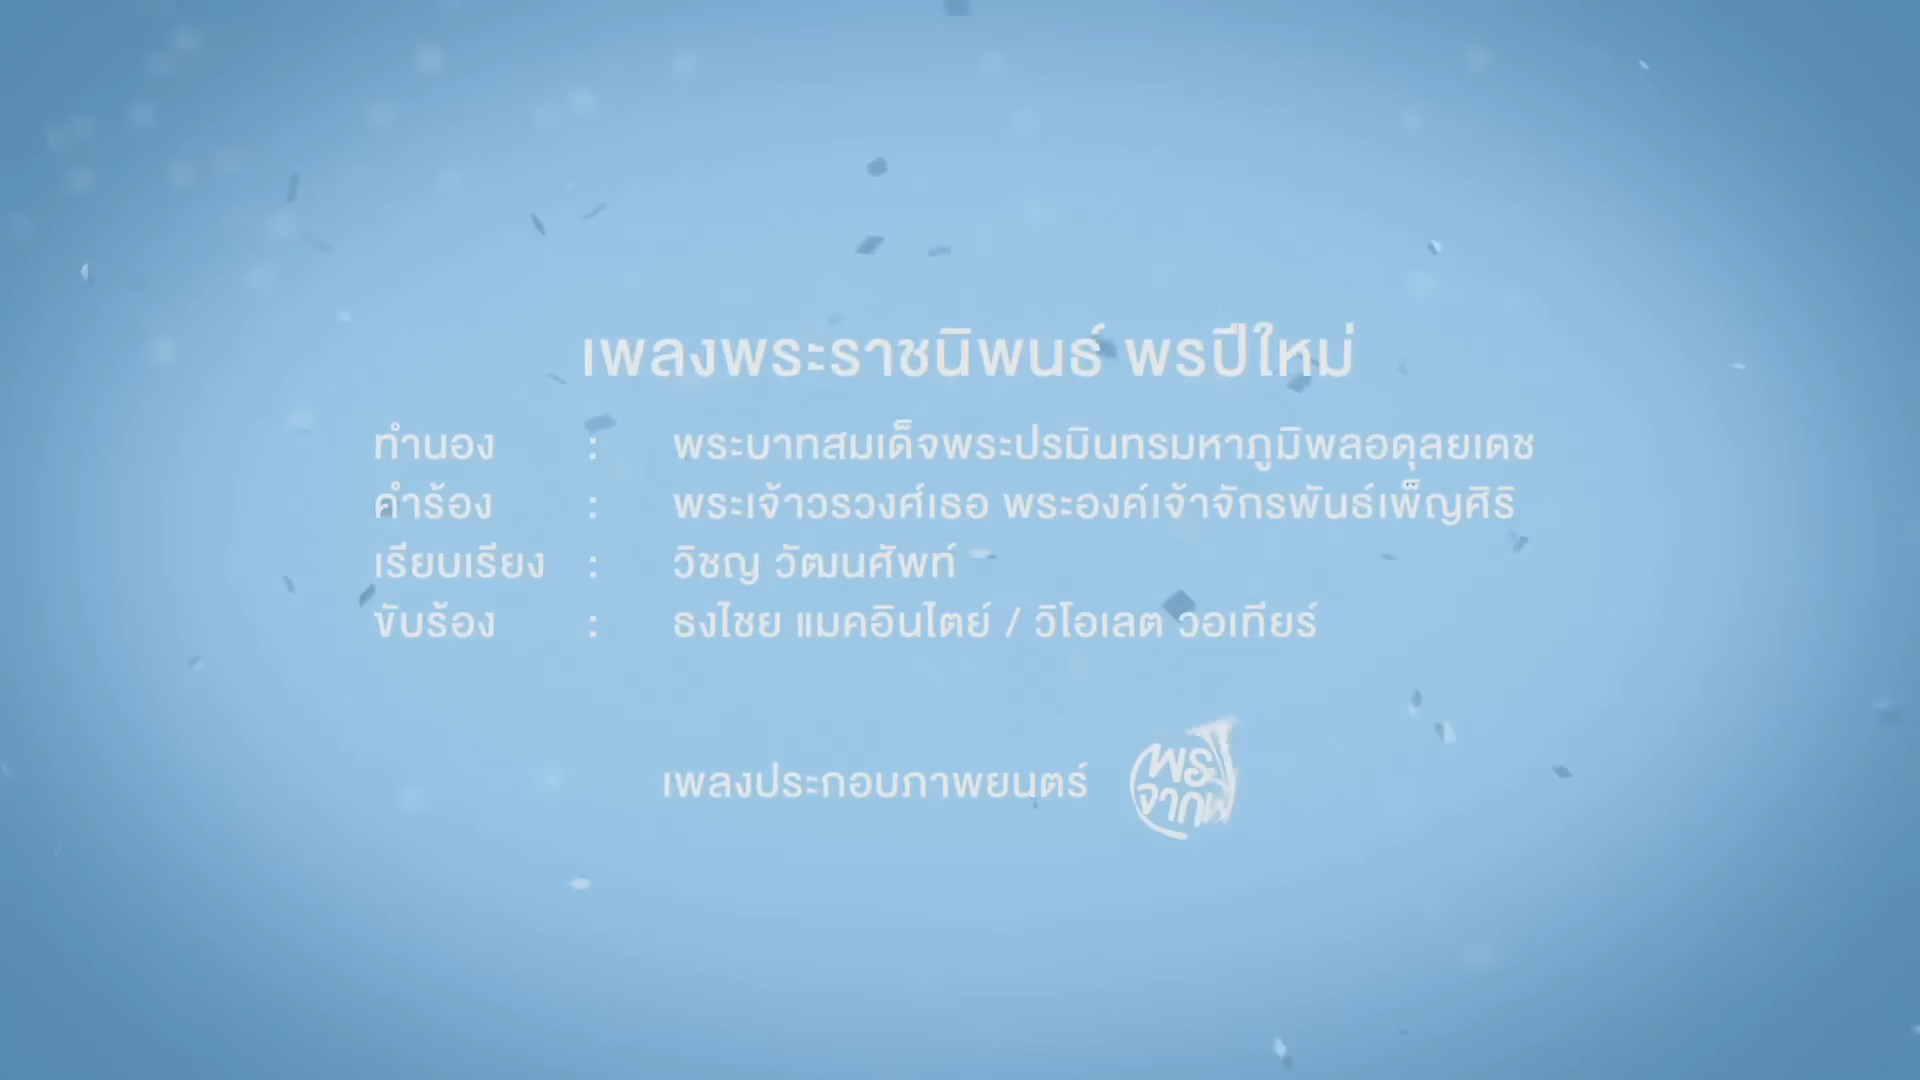 เพลงพระราชนิพนธ์ พรปีใหม่
ทำนอง : พระบาทสมเด็จพระปรมินทรมหาภูมิพลอดุลยเดช
คำร้อง : พระเจ้าวรวงศ์เธอ พระองค์เจ้าจักรพันธ์เพ็ญศิริ
เรียบเรียง : วิชญ วัฒนศัพท์
ขับร้อง : ธงไชย แมคอินไตย์ / วิโอเลต วอเทียร์
เพลงประกอบภาพยนตร์
พร
จากฟ